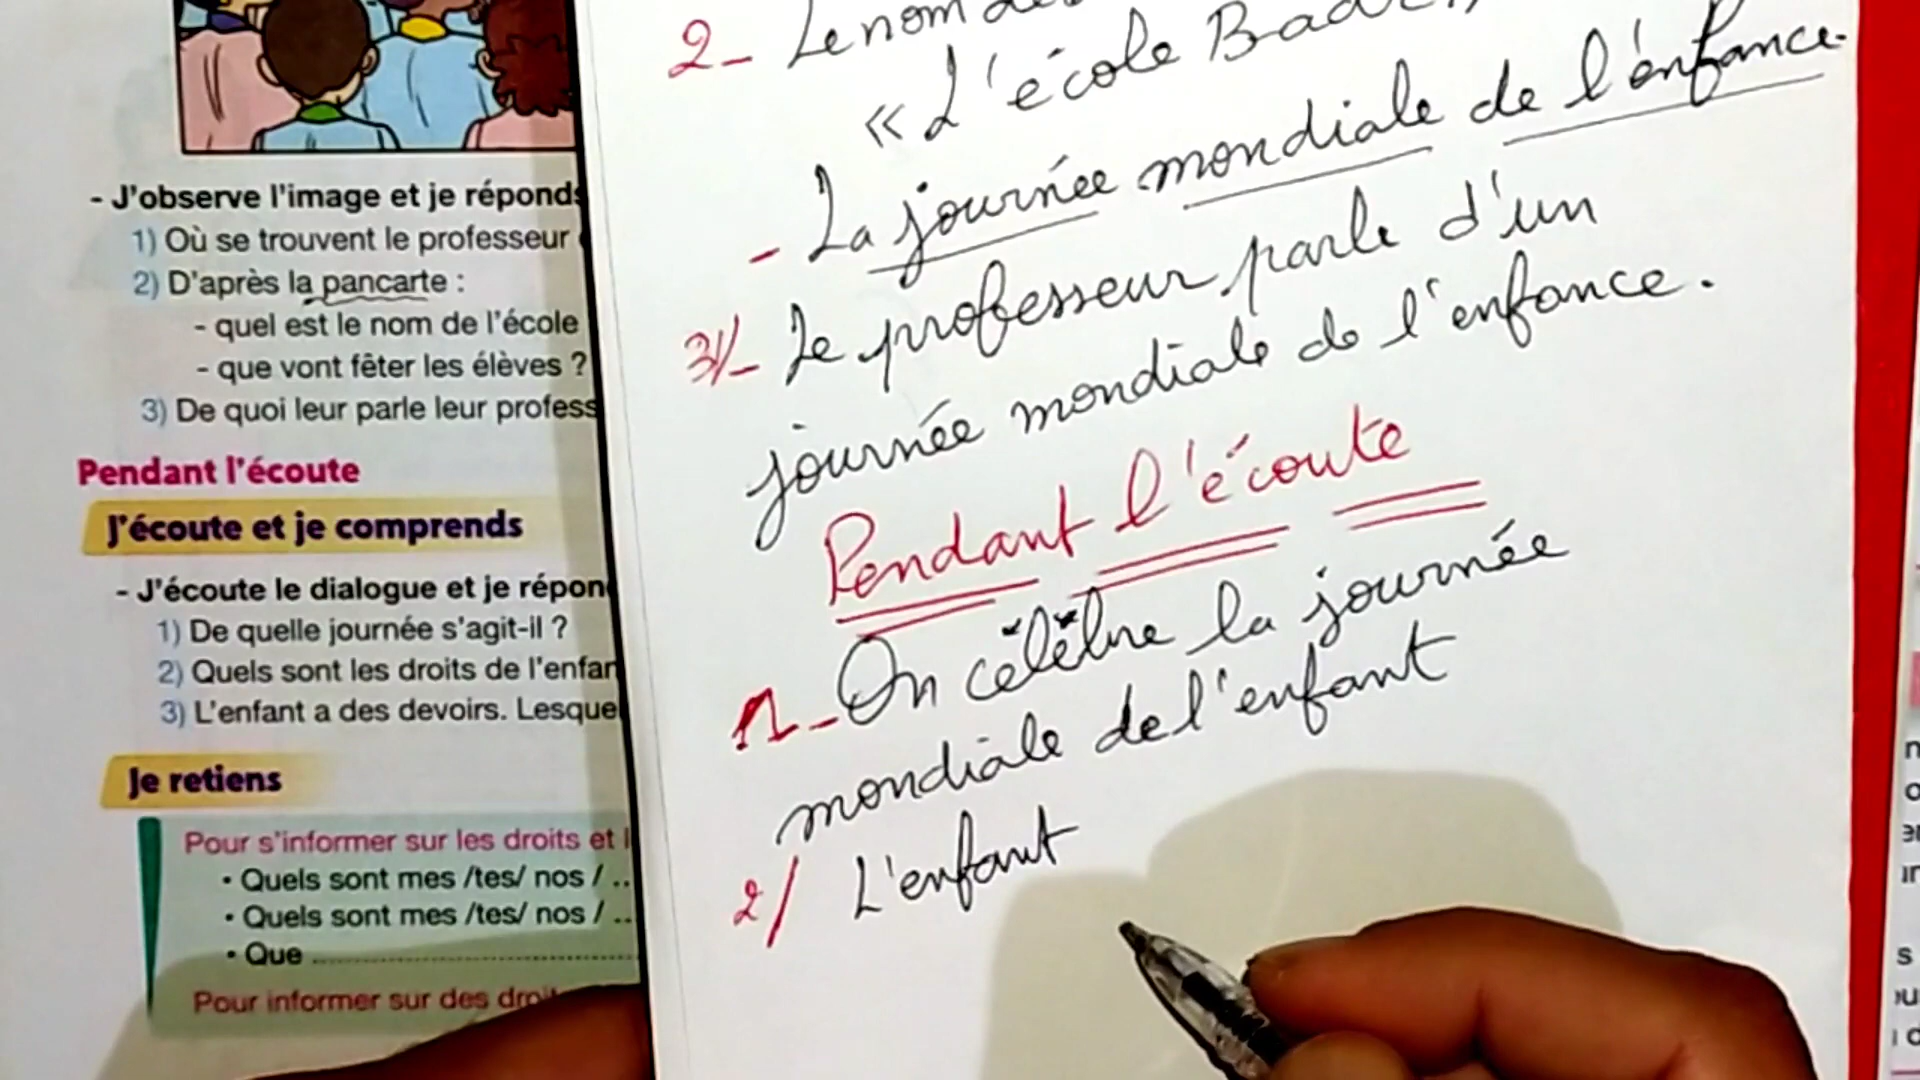 - J'observe l'image et je réponds
1) Où se trouvent le professeur
2) D'après la pancarte :
- quel est le nom de l'école
- que vont fêter les élèves ?
3) De quoi leur parle leur profess
Pendant l'écoute
J'écoute et je comprends
- J'écoute le dialogue et je répon
1) De quelle journée s'agit-il ?
2) Quels sont les droits de l'enfan
3) L'enfant a des devoirs. Lesque
Je retiens
Pour s'informer sur les droits et l
• Quels sont mes /tes/ nos / ..
• Quels sont mes /tes/ nos / ..
• Que
Pour informer sur des droit
2- Le nom
« L'école
- La journée mondiale de l'enfance.
3/- Le professeur parle d'un
journée mondiale de l'enfance.
Pendant l'écoute
1- On célèbre la journée
mondiale de l'enfant
2/ L'enfant